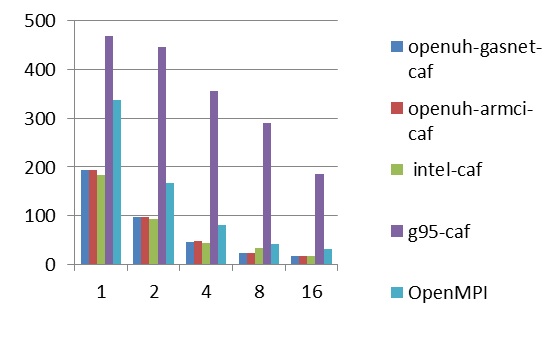 500
400
300
200
100
0
1 2 4 8 16
openuh-gasnet-
caf
openuh-armci-
caf
intel-caf
g95-caf
OpenMPI